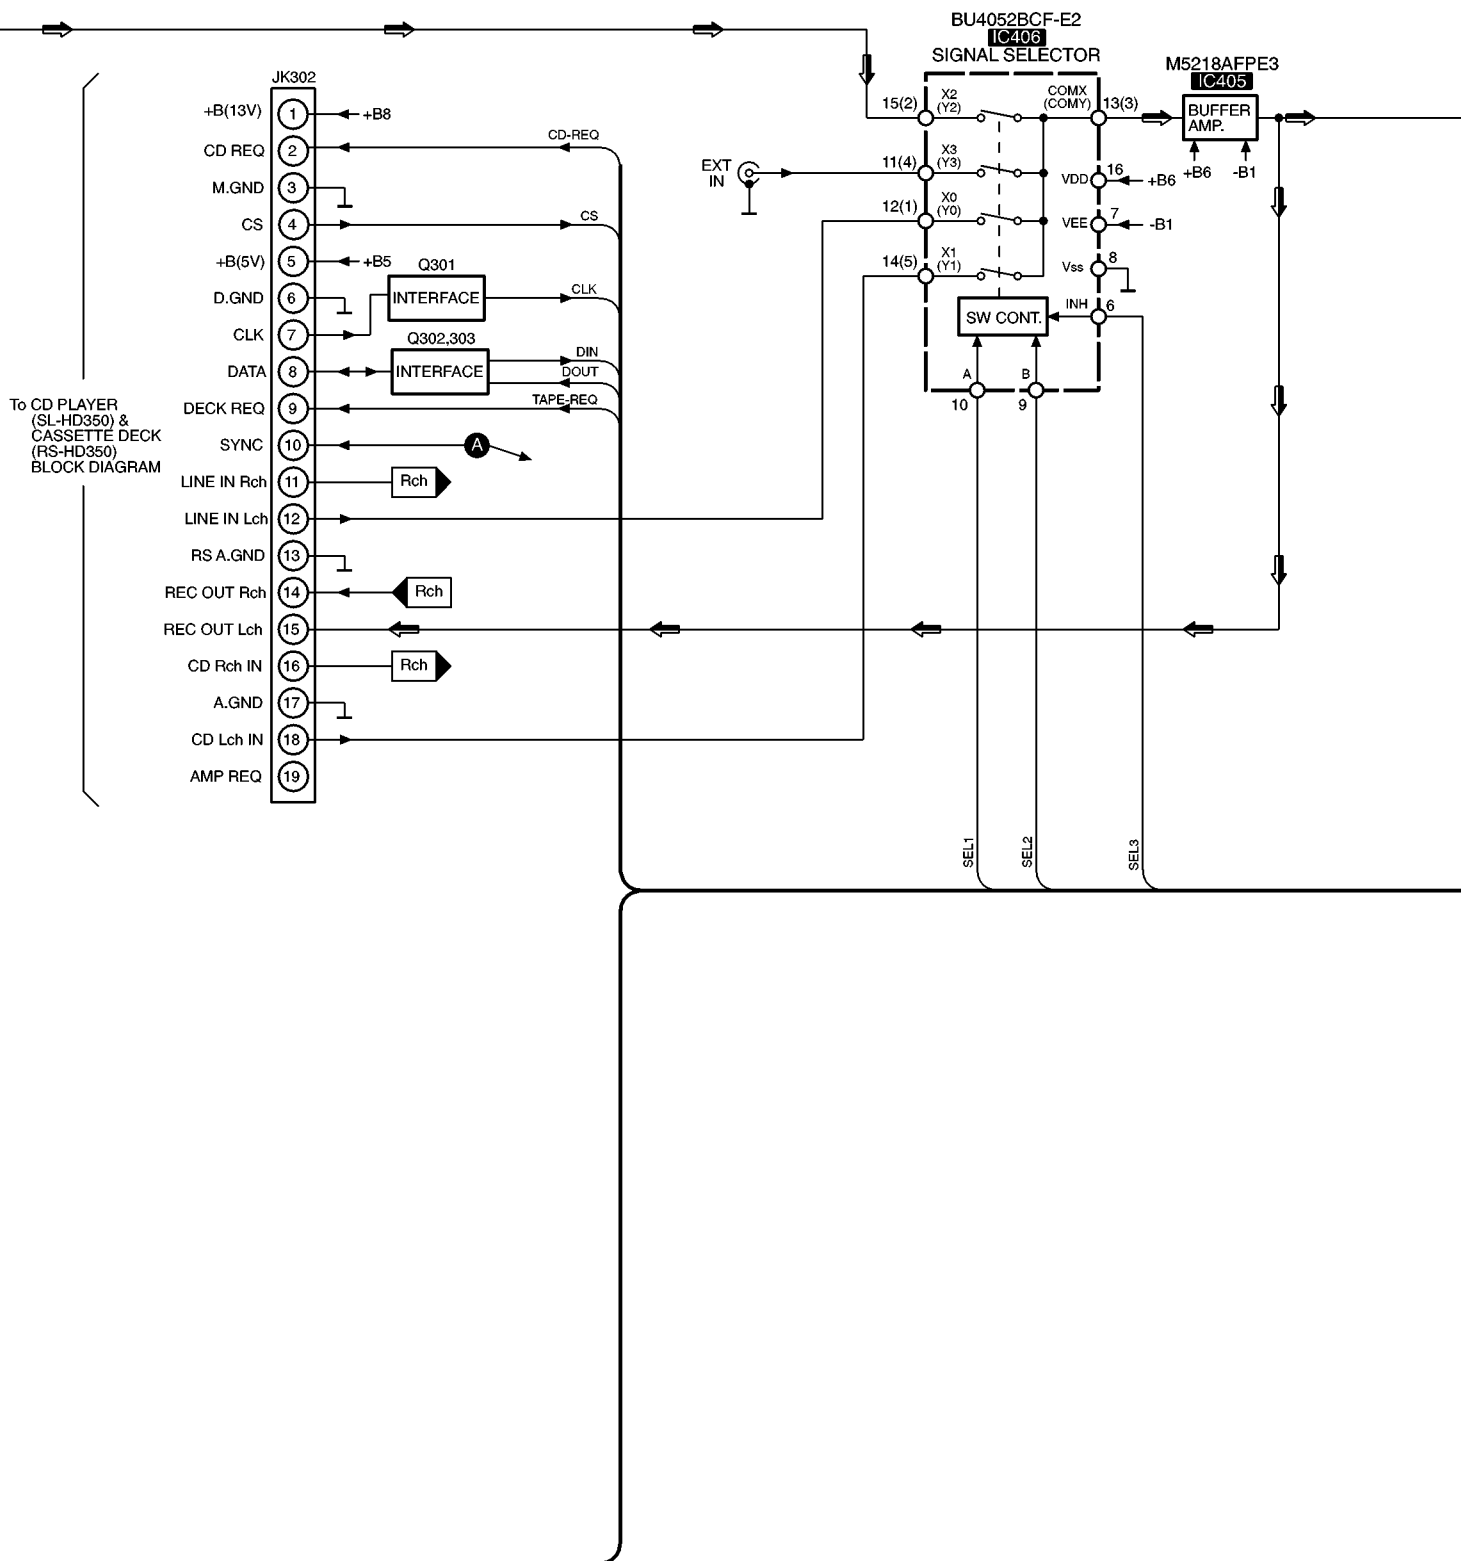 BU4052BCF-E2
IC406
SIGNAL SELECTOR
M5218AFPE3
IC405
BUFFER
AMP.
+B6
-B1
JK302
+B(13V) 1 +B8
CD REQ 2 CD-REQ
M.GND 3
CS 4 CS
+B(5V) 5 +B5
D.GND 6
CLK 7
DATA 8
DECK REQ 9 TAPE-REQ
SYNC 10 A
LINE IN Rch 11 Rch
LINE IN Lch 12
RS A.GND 13
REC OUT Rch 14 Rch
REC OUT Lch 15
CD Rch IN 16 Rch
A.GND 17
CD Lch IN 18
AMP REQ 19
Q301
INTERFACE
CLK
Q302,303
INTERFACE
DIN
DOUT
To CD PLAYER
(SL-HD350) &
CASSETTE DECK
(RS-HD350)
BLOCK DIAGRAM
EXT
IN
15(2)
X2
(Y2)
11(4)
X3
(Y3)
12(1)
X0
(Y0)
14(5)
X1
(Y1)
COMX
(COMY)
13(3)
VDD 16 +B6
VEE 7 -B1
Vss 8
INH 6
SW CONT.
A
B
10
9
SEL1
SEL2
SEL3